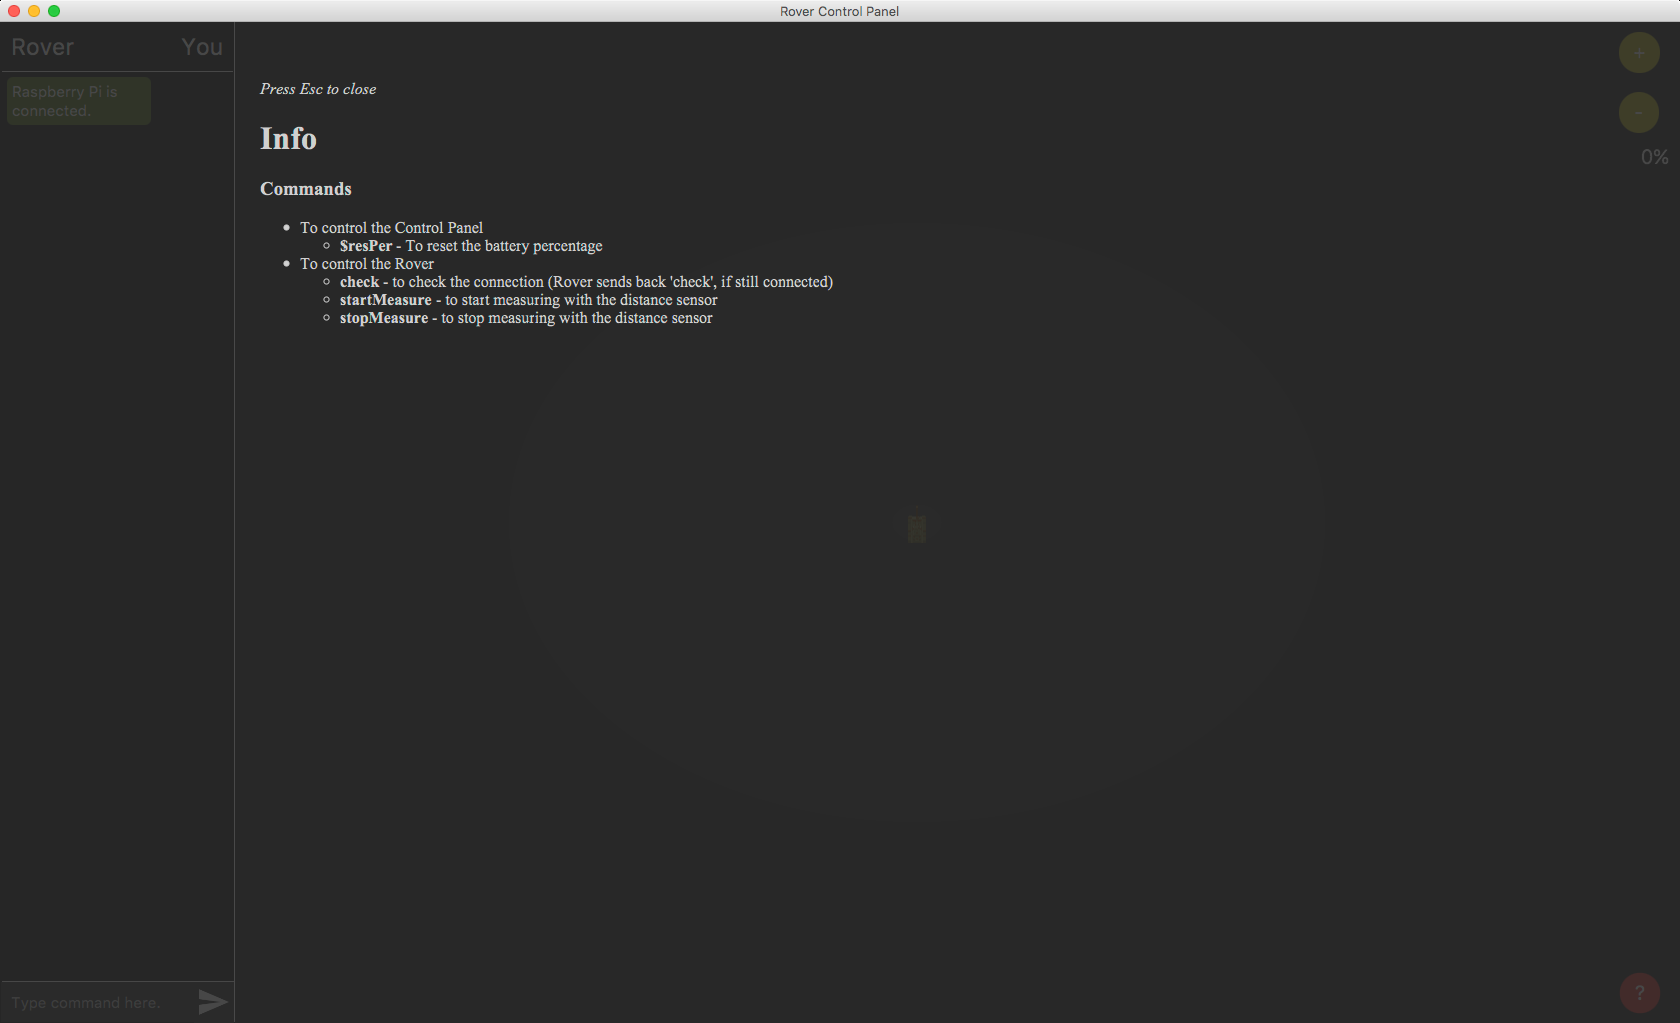 Rover Control Panel
Rover You
Raspberry Pi is
connected.
+
-
0%
Press Esc to close
Info
Commands
To control the Control Panel
$resPer - To reset the battery percentage
To control the Rover
check - to check the connection (Rover sends back 'check', if still connected)
startMeasure - to start measuring with the distance sensor
stopMeasure - to stop measuring with the distance sensor
Type command here.
?